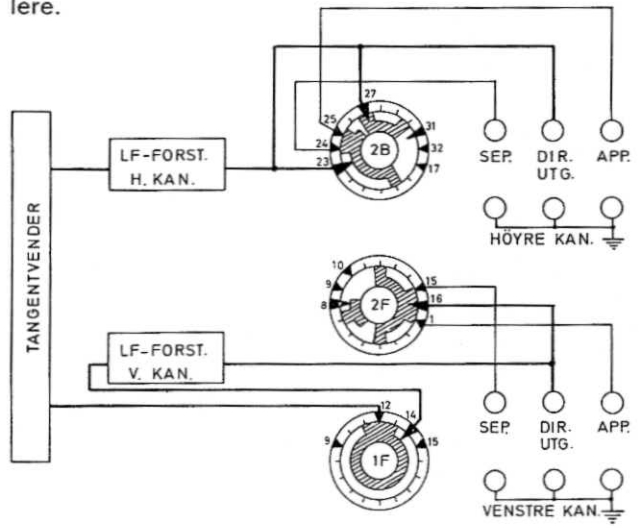 lere.
27
25
24
23
2B
31
32
17
SEP.
DIR.
UTG.
APP.
LF-FORST.
H. KAN.
HÖYRE KAN.
TANGENTVENDER
10
9
8
2F
15
16
1
LF-FORST.
V. KAN.
12
14
9
1F
15
SEP.
DIR.
UTG.
APP.
VENSTRE KAN.